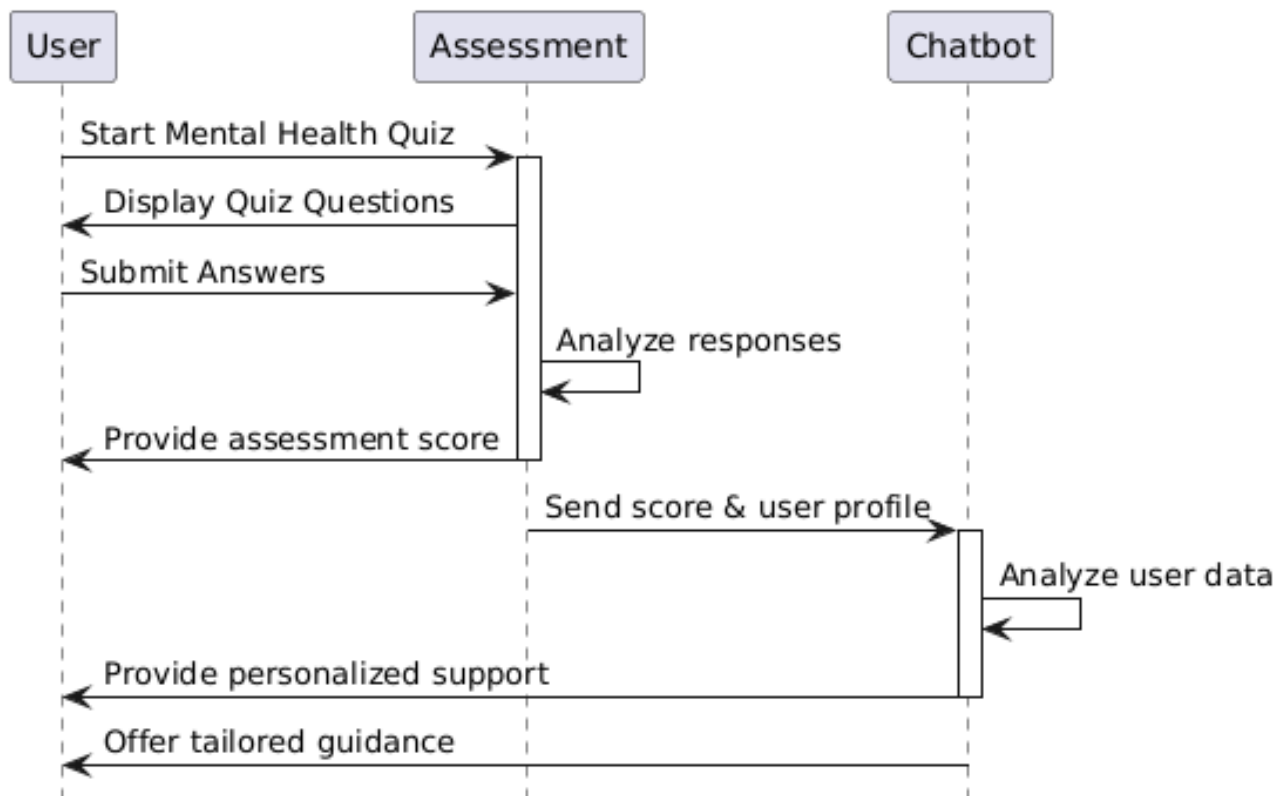 User
Assessment
Chatbot
Start Mental Health Quiz
Display Quiz Questions
Submit Answers
Analyze responses
Provide assessment score
Send score & user profile
Analyze user data
Provide personalized support
Offer tailored guidance